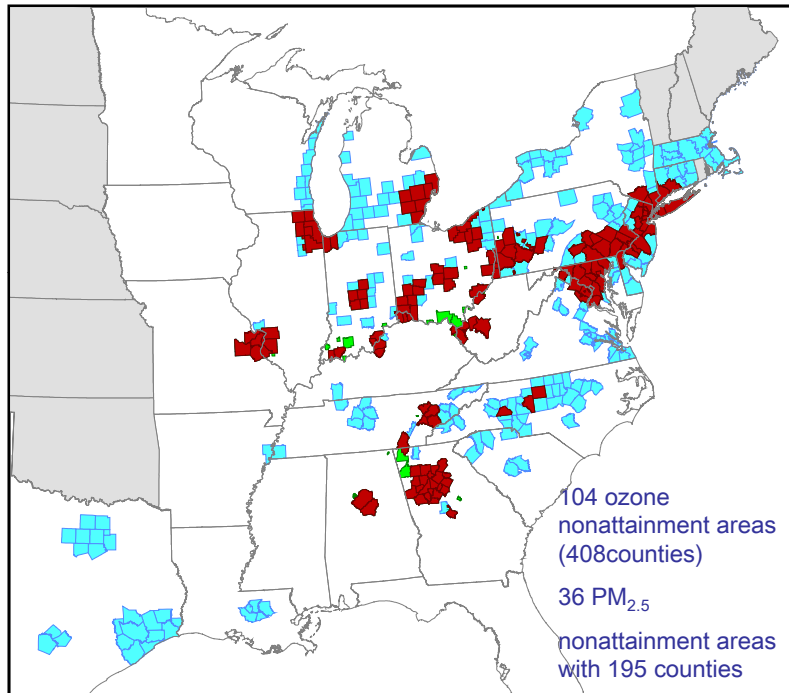 104 ozone
nonattainment areas
(408counties)
36 PM2.5
nonattainment areas
with 195 counties